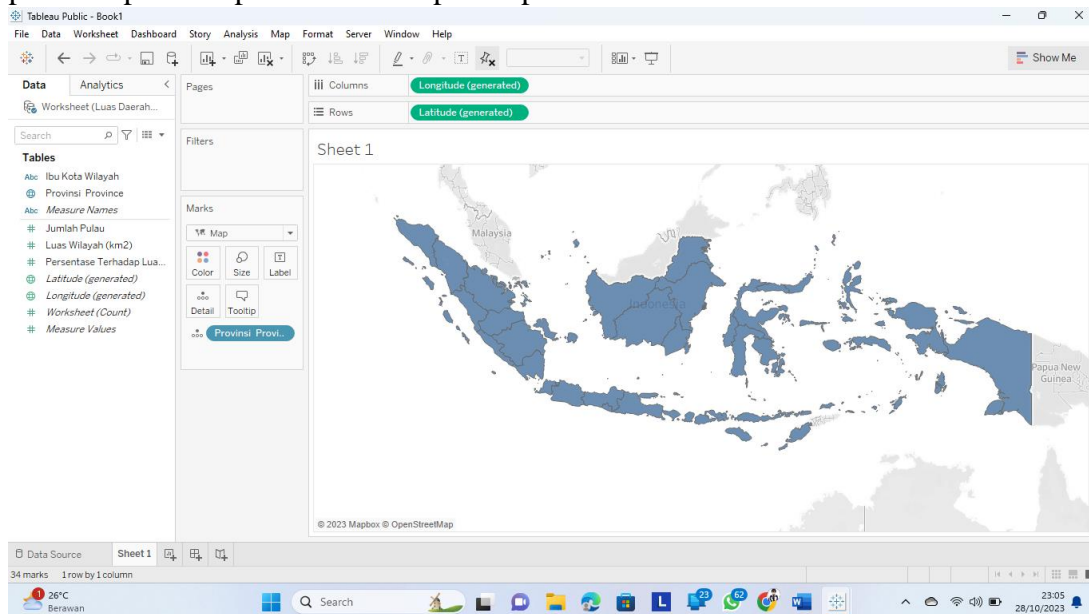 Tableau Public - Book1
File Data Worksheet Dashboard Story Analysis Map Format Server Window Help
Show Me
Data Analytics
Pages
Columns Longitude (generated)
Worksheet (Luas Daerah...
Rows Latitude (generated)
Search
Filters
Sheet 1
Tables
Abc Ibu Kota Wilayah
Provinsi Province
Abc Measure Names
# Jumlah Pulau
# Luas Wilayah (km2)
# Persentase Terhadap Lua...
Latitude (generated)
Longitude (generated)
# Worksheet (Count)
# Measure Values
Marks
Map
Color Size Label
Detail Tooltip
Provinsi Provi..
Malaysia
Indonesia
Papua New
Guinea
© 2023 Mapbox © OpenStreetMap
Data Source Sheet 1
34 marks 1 row by 1 column
1
26°C
Berawan
Search
23
62
23:05
28/10/2023